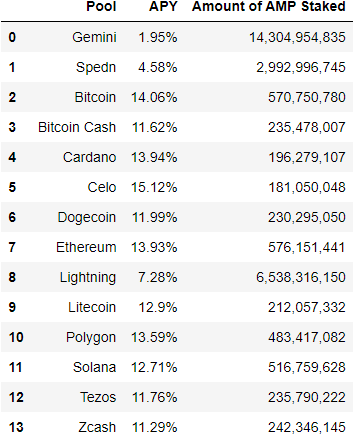 Pool APY Amount of AMP Staked
0 Gemini 1.95% 14,304,954,835
1 Spedn 4.58% 2,992,996,745
2 Bitcoin 14.06% 570,750,780
3 Bitcoin Cash 11.62% 235,478,007
4 Cardano 13.94% 196,279,107
5 Celo 15.12% 181,050,048
6 Dogecoin 11.99% 230,295,050
7 Ethereum 13.93% 576,151,441
8 Lightning 7.28% 6,538,316,150
9 Litecoin 12.9% 212,057,332
10 Polygon 13.59% 483,417,082
11 Solana 12.71% 516,759,628
12 Tezos 11.76% 235,790,222
13 Zcash 11.29% 242,346,145